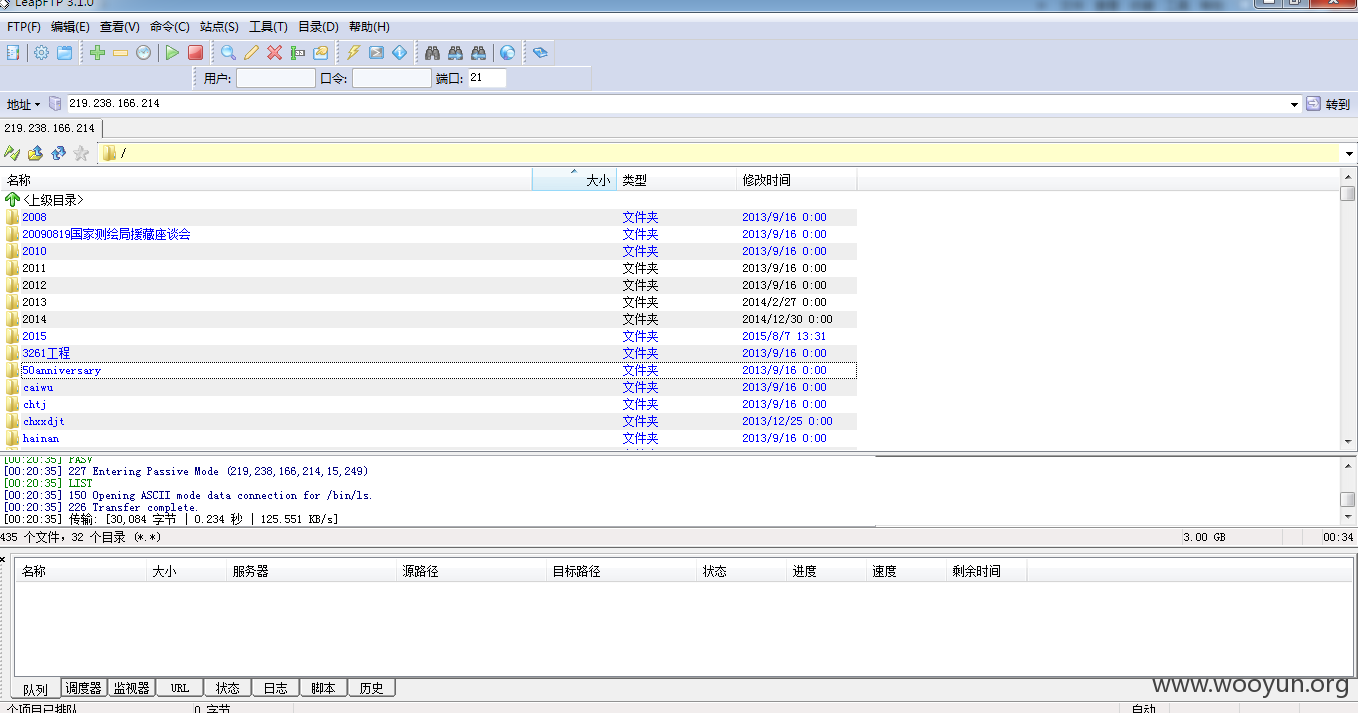 LeapFTP 3.1.0
FTP(F) 编辑(E) 查看(V) 命令(C) 站点(S) 工具(T) 目录(D) 帮助(H)
用户: 口令: 端口: 21
地址 219.238.166.214 转到
219.238.166.214
/
名称 大小 类型 修改时间
<上级目录>
2008 文件夹 2013/9/16 0:00
20090819国家测绘局援藏座谈会 文件夹 2013/9/16 0:00
2010 文件夹 2013/9/16 0:00
2011 文件夹 2013/9/16 0:00
2012 文件夹 2013/9/16 0:00
2013 文件夹 2014/2/27 0:00
2014 文件夹 2014/12/30 0:00
2015 文件夹 2015/8/7 13:31
3261工程 文件夹 2013/9/16 0:00
50anniversary 文件夹 2013/9/16 0:00
caiwu 文件夹 2013/9/16 0:00
chtj 文件夹 2013/9/16 0:00
chxxdjt 文件夹 2013/12/25 0:00
hainan 文件夹 2013/9/16 0:00
[00:20:35] PASV
[00:20:35] 227 Entering Passive Mode (219,238,166,214,15,249)
[00:20:35] LIST
[00:20:35] 150 Opening ASCII mode data connection for /bin/ls.
[00:20:35] 226 Transfer complete.
[00:20:35] 传输: [30,084 字节 | 0.234 秒 | 125.551 KB/s]
435 个文件，32 个目录 (*.*) 3.00 GB 00:34
名称 大小 服务器 源路径 目标路径 状态 进度 速度 剩余时间
队列 调度器 监视器 URL 状态 日志 脚本 历史
www.wooyun.org
个项目已排队 0 字节 自动